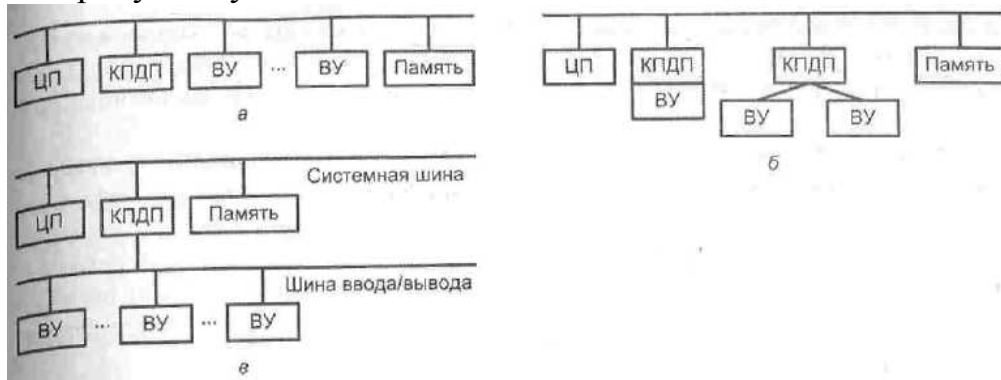 ЦП КПДП ВУ ... ВУ Память
а
ЦП КПДП КПДП Память
ВУ
ВУ ВУ
б
Системная шина
ЦП КПДП Память
Шина ввода/вывода
ВУ ... ВУ ... ВУ
в